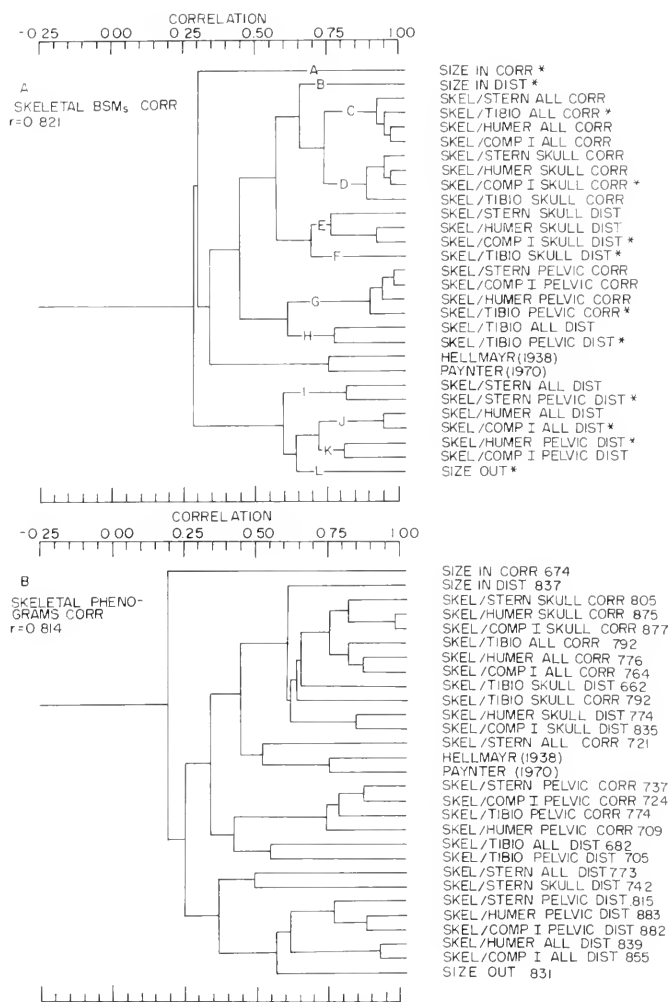 CORRELATION
-0.25 0.00 0.25 0.50 0.75 1.00
A
SKELETAL BSMs CORR
r=0.821
A
B
C
D
E
F
G
H
I
J
K
L
SIZE IN CORR *
SIZE IN DIST *
SKEL/STERN ALL CORR
SKEL/TIBIO ALL CORR *
SKEL/HUMER ALL CORR
SKEL/COMP I ALL CORR
SKEL/STERN SKULL CORR
SKEL/HUMER SKULL CORR
SKEL/COMP I SKULL CORR *
SKEL/TIBIO SKULL CORR
SKEL/STERN SKULL DIST
SKEL/HUMER SKULL DIST
SKEL/COMP I SKULL DIST *
SKEL/TIBIO SKULL DIST *
SKEL/STERN PELVIC CORR
SKEL/COMP I PELVIC CORR
SKEL/HUMER PELVIC CORR
SKEL/TIBIO PELVIC CORR *
SKEL/TIBIO ALL DIST
SKEL/TIBIO PELVIC DIST *
HELLMAYR (1938)
PAYNTER (1970)
SKEL/STERN ALL DIST
SKEL/STERN PELVIC DIST *
SKEL/HUMER ALL DIST
SKEL/COMP I ALL DIST *
SKEL/HUMER PELVIC DIST *
SKEL/COMP I PELVIC DIST
SIZE OUT *
CORRELATION
-0.25 0.00 0.25 0.50 0.75 1.00
B
SKELETAL PHENO-
GRAMS CORR
r=0.814
SIZE IN CORR 674
SIZE IN DIST 837
SKEL/STERN SKULL CORR 805
SKEL/HUMER SKULL CORR 875
SKEL/COMP I SKULL CORR 877
SKEL/TIBIO ALL CORR 792
SKEL/HUMER ALL CORR 776
SKEL/COMP I ALL CORR 764
SKEL/TIBIO SKULL DIST 662
SKEL/TIBIO SKULL CORR 792
SKEL/HUMER SKULL DIST 774
SKEL/COMP I SKULL DIST 835
SKEL/STERN ALL CORR 721
HELLMAYR (1938)
PAYNTER (1970)
SKEL/STERN PELVIC CORR 737
SKEL/COMP I PELVIC CORR 724
SKEL/TIBIO PELVIC CORR 774
SKEL/HUMER PELVIC CORR 709
SKEL/TIBIO ALL DIST 682
SKEL/TIBIO PELVIC DIST 705
SKEL/STERN ALL DIST 773
SKEL/STERN SKULL DIST 742
SKEL/STERN PELVIC DIST .815
SKEL/HUMER PELVIC DIST 883
SKEL/COMP I PELVIC DIST 882
SKEL/HUMER ALL DIST 839
SKEL/COMP I ALL DIST 855
SIZE OUT 831